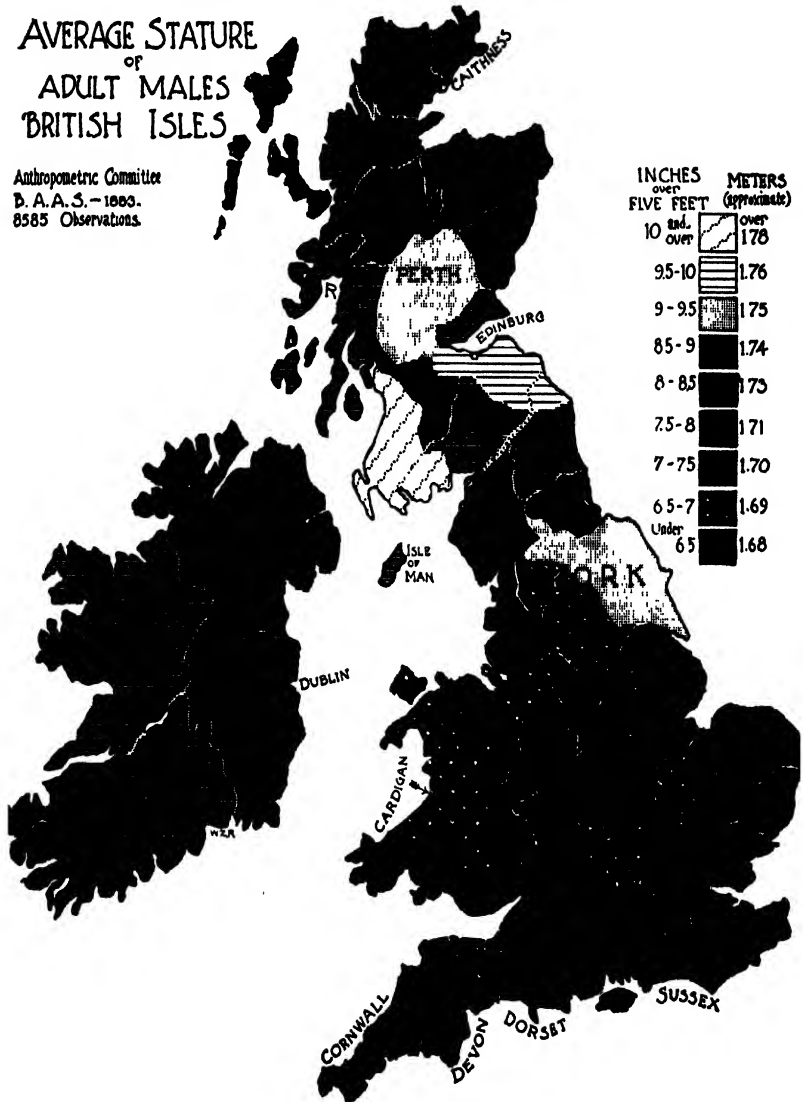 AVERAGE STATURE
OF
ADULT MALES
BRITISH ISLES
Anthropometric Committee
B. A. A. S. – 1883.
8585 Observations.
CAITHNESS
INCHES
over
FIVE FEET
METERS
(approximate)
10 and over
over 1.78
9.5-10 1.76
9-9.5 1.75
8.5-9 1.74
8-8.5 1.73
7.5-8 1.71
7-7.5 1.70
6.5-7 1.69
Under 6.5 1.68
PERTH
R
EDINBURG
ISLE
OF
MAN
YORK
DUBLIN
CARDIGAN
W.Z.R.
CORNWALL
DEVON
DORSET
SUSSEX